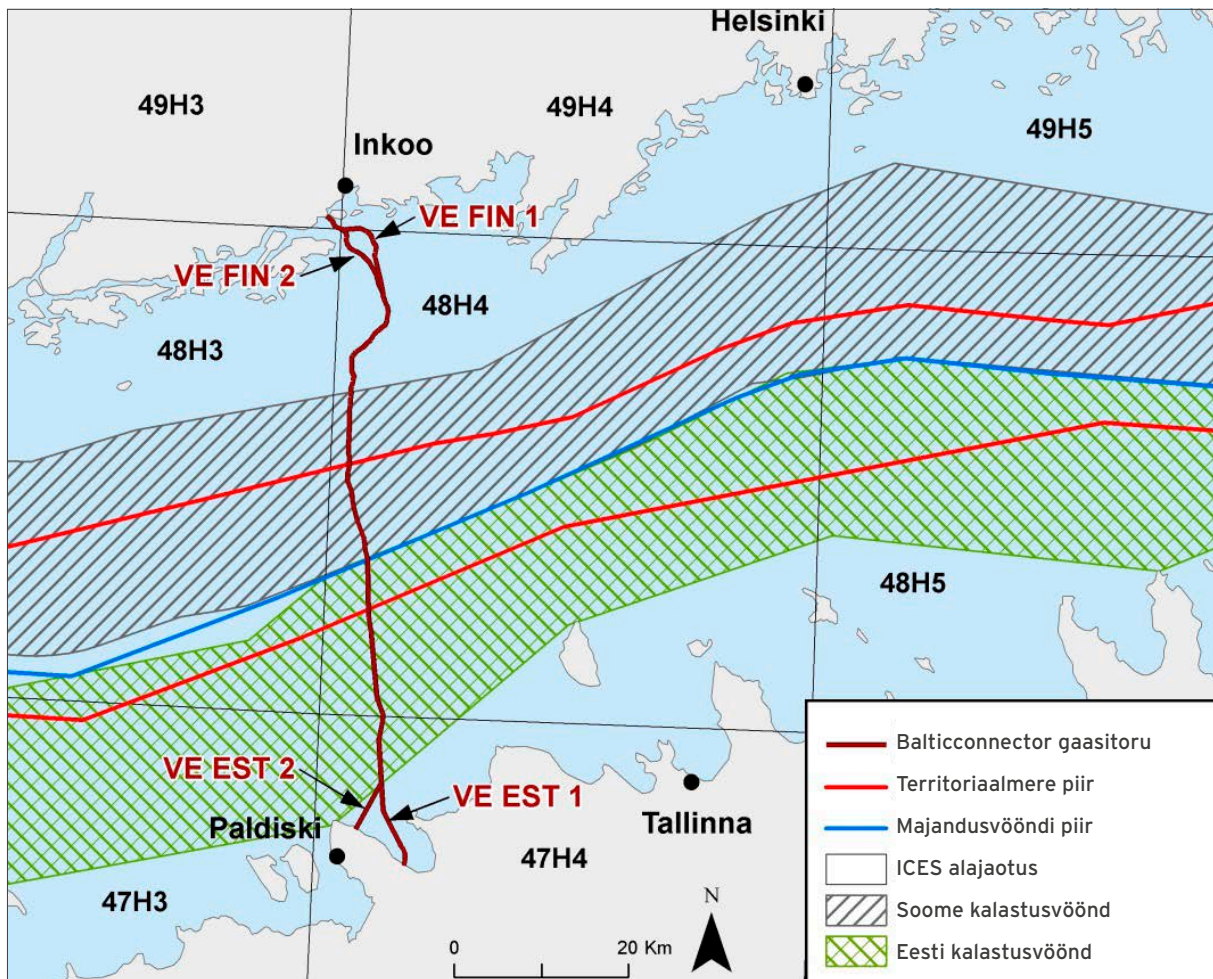 Helsinki
49H3
49H4
49H5
Inkoo
VE FIN 1
VE FIN 2
48H4
48H3
48H5
VE EST 2
VE EST 1
Paldiski
Tallinna
47H4
47H3
N
0 20 Km
Balticconnector gaasitoru
Territoriaalmere piir
Majandusvööndi piir
ICES alajaotus
Soome kalastusvöönd
Eesti kalastusvöönd